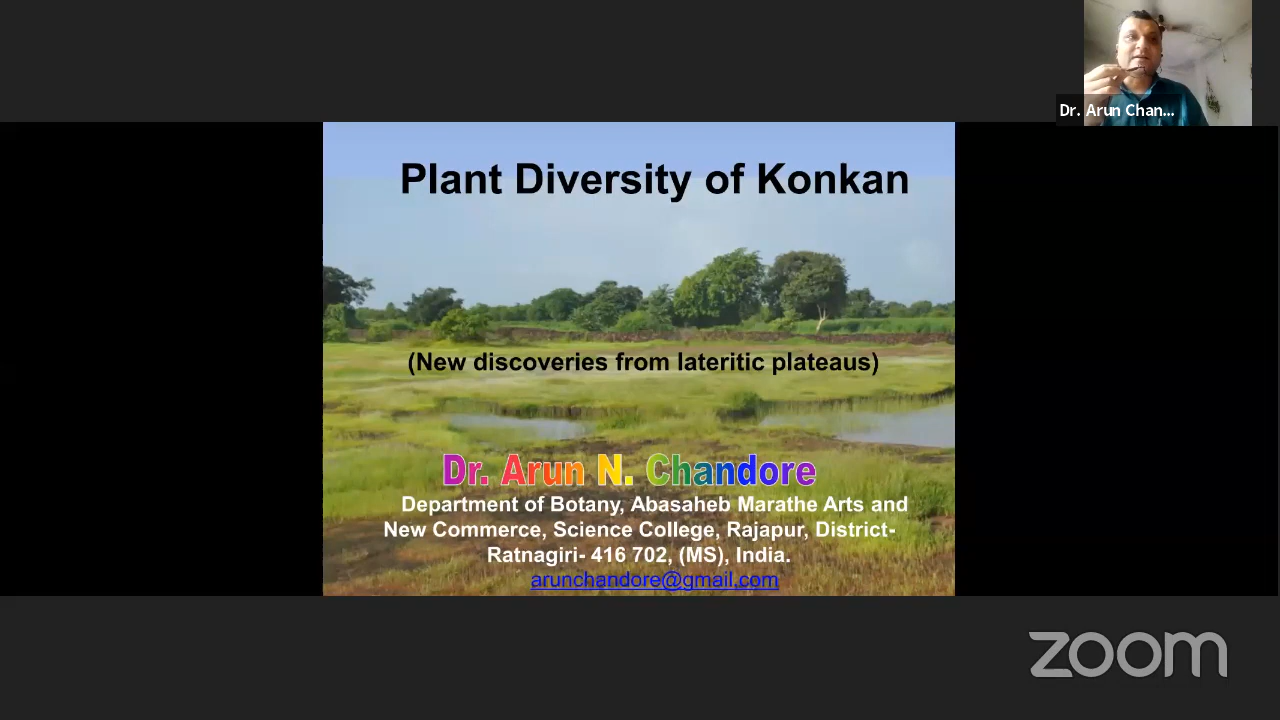 Dr. Arun Chan...
Plant Diversity of Konkan
(New discoveries from lateritic plateaus)
Dr. Arun N. Chandore
Department of Botany, Abasaheb Marathe Arts and
New Commerce, Science College, Rajapur, District-
Ratnagiri- 416 702, (MS), India.
arunchandore@gmail.com
zoom